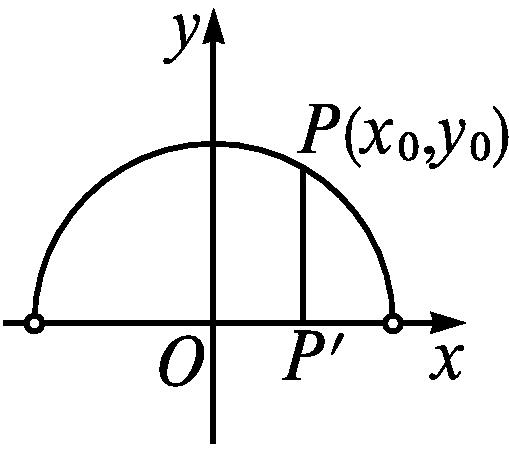 y
P(x₀,y₀)
O
P′
x